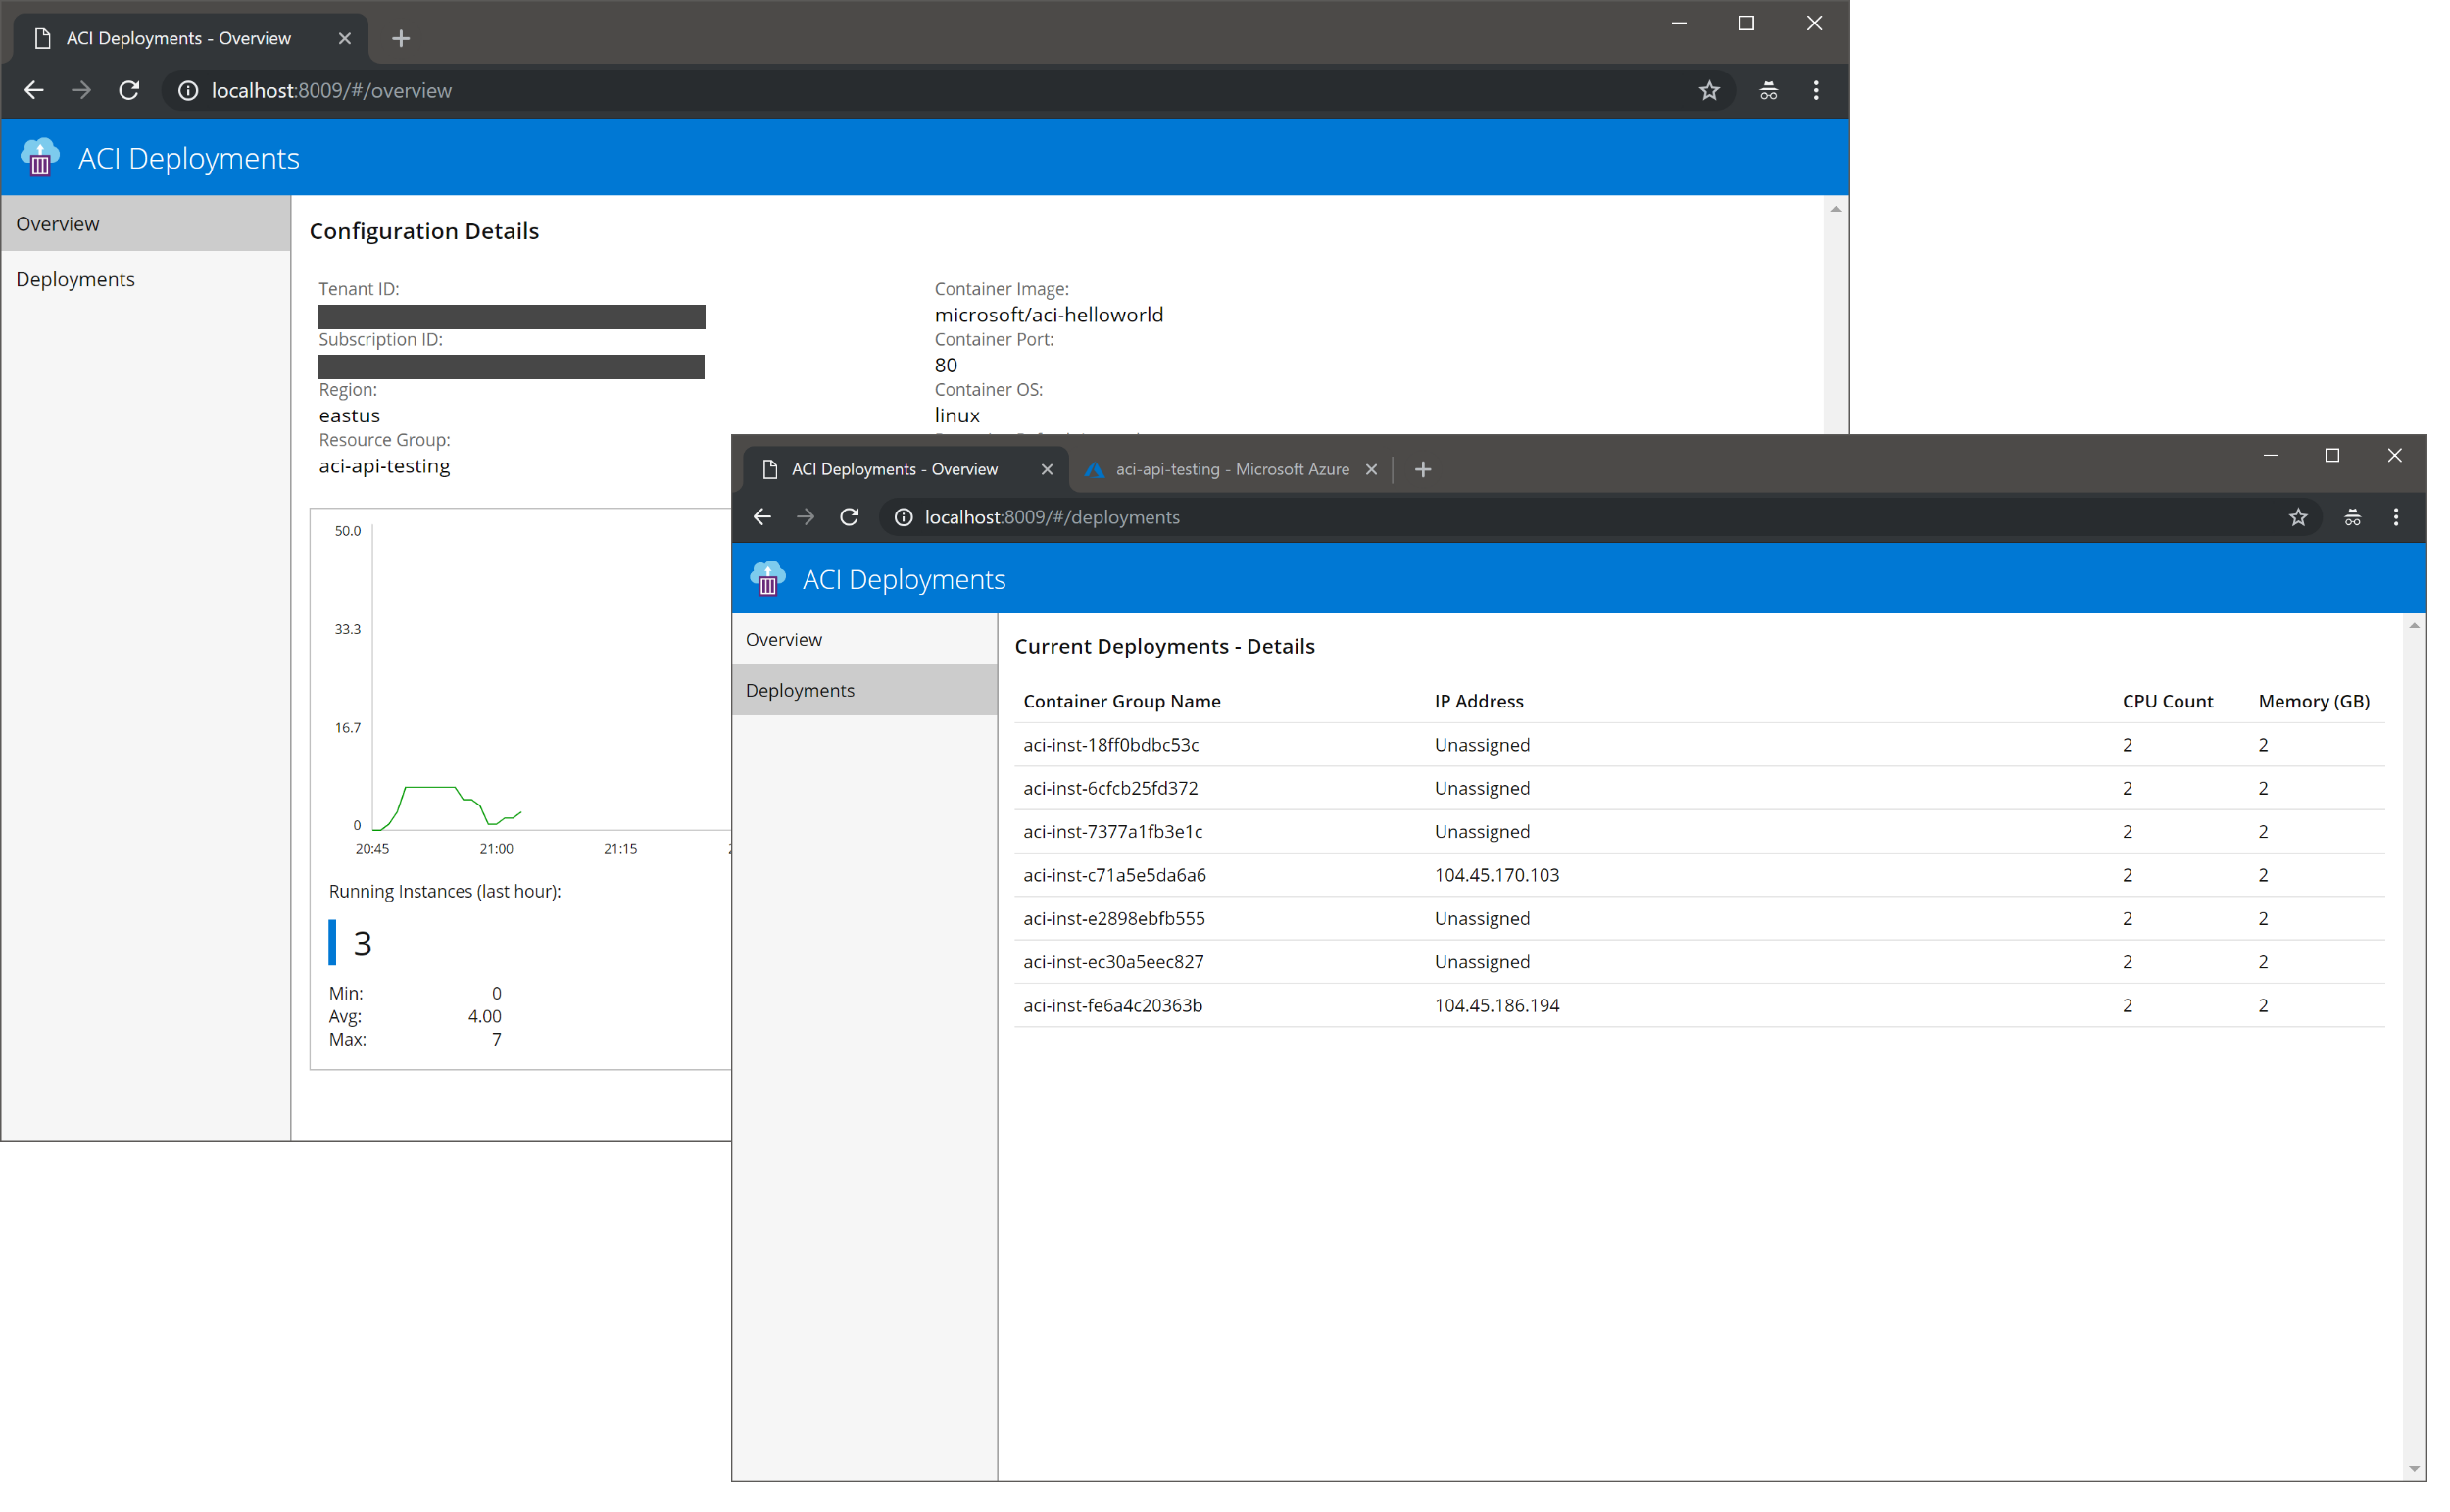 ACI Deployments - Overview
localhost:8009/#/overview
ACI Deployments
Overview
Deployments
Configuration Details
Tenant ID:
Subscription ID:
Region:
eastus
Resource Group:
aci-api-testing
Container Image:
microsoft/aci-helloworld
Container Port:
80
Container OS:
linux
50.0
33.3
16.7
0
20:45 21:00 21:15
Running Instances (last hour):
3
Min: 0
Avg: 4.00
Max: 7
ACI Deployments - Overview aci-api-testing - Microsoft Azure
localhost:8009/#/deployments
ACI Deployments
Overview
Deployments
Current Deployments - Details
Container Group Name IP Address CPU Count Memory (GB)
aci-inst-18ff0bdbc53c Unassigned 2 2
aci-inst-6cfcb25fd372 Unassigned 2 2
aci-inst-7377a1fb3e1c Unassigned 2 2
aci-inst-c71a5e5da6a6 104.45.170.103 2 2
aci-inst-e2898ebfb555 Unassigned 2 2
aci-inst-ec30a5eec827 Unassigned 2 2
aci-inst-fe6a4c20363b 104.45.186.194 2 2